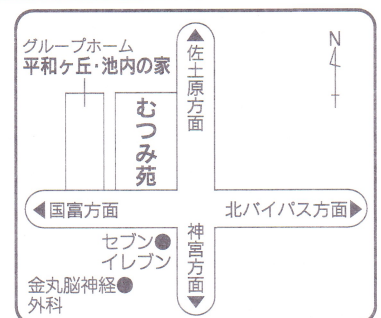 グループホーム
平和ヶ丘・池内の家
むつみ苑
▲佐土原方面
N
◀国富方面
北バイパス方面▶
神宮方面▼
セブン●
イレブン
金丸脳神経●
外科